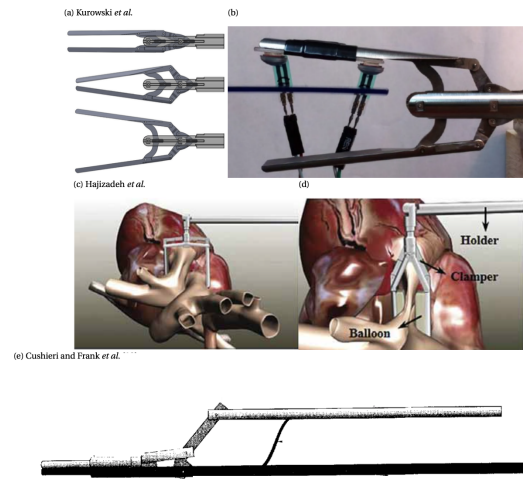 (a) Kurowski et al.
(b)
(c) Hajizadeh et al.
(d)
Holder
Clamper
Balloon
(e) Cushieri and Frank et al.